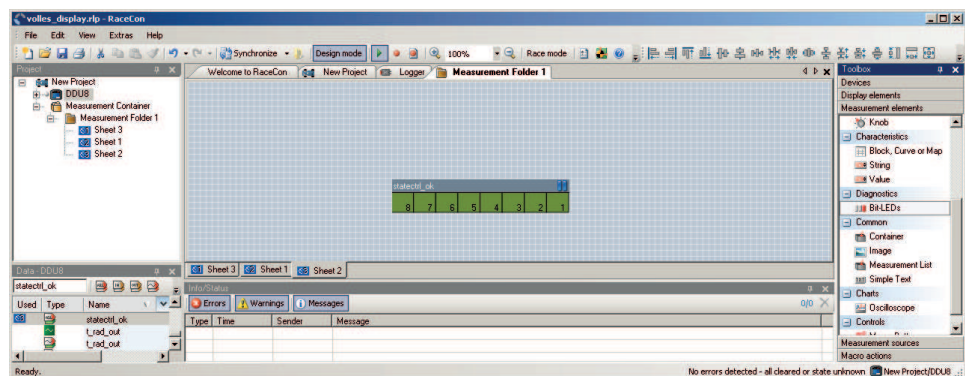 volles_display.rlp - RaceCon
File Edit View Extras Help
Synchronize Design mode 100% Race mode
Project
New Project
DDU8
Measurement Container
Measurement Folder 1
Sheet 3
Sheet 1
Sheet 2
Welcome to RaceCon New Project Logger Measurement Folder 1
statectrl_ok
8 7 6 5 4 3 2 1
Sheet 3 Sheet 1 Sheet 2
Data - DDU8
statectrl_ok
Used Type Name
statectrl_ok
t_rad_out
t_rad_out
Info/Status
Errors Warnings Messages 0/0
Type Time Sender Message
Toolbox
Devices
Display elements
Measurement elements
Knob
Characteristics
Block, Curve or Map
String
Value
Diagnostics
Bit-LEDs
Common
Container
Image
Measurement List
Simple Text
Charts
Oscilloscope
Controls
Measurement sources
Macro actions
Ready. No errors detected - all cleared or state unknown New Project/DDU8